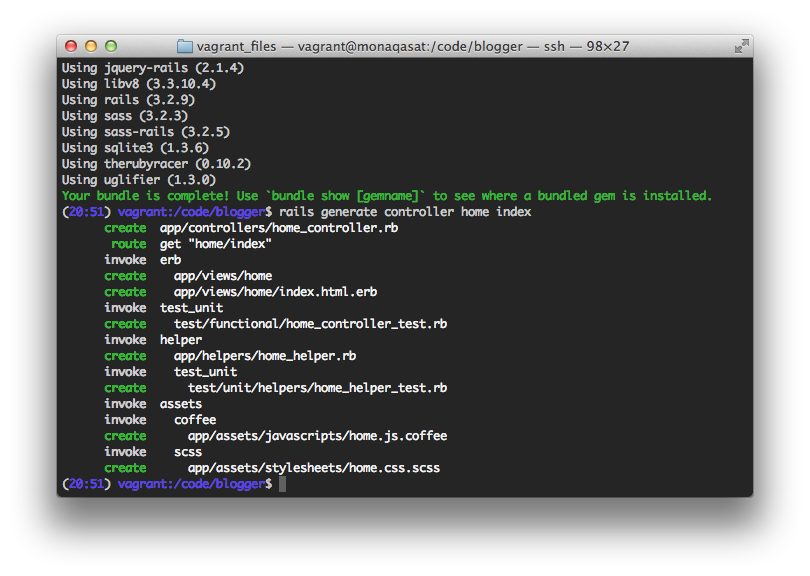 vagrant_files — vagrant@monaqasat:/code/blogger — ssh — 98×27
Using jquery-rails (2.1.4)
Using libv8 (3.3.10.4)
Using rails (3.2.9)
Using sass (3.2.3)
Using sass-rails (3.2.5)
Using sqlite3 (1.3.6)
Using therubyracer (0.10.2)
Using uglifier (1.3.0)
Your bundle is complete! Use `bundle show [gemname]` to see where a bundled gem is installed.
(20:51) vagrant:/code/blogger$ rails generate controller home index
      create  app/controllers/home_controller.rb
       route  get "home/index"
      invoke  erb
      create    app/views/home
      create    app/views/home/index.html.erb
      invoke  test_unit
      create    test/functional/home_controller_test.rb
      invoke  helper
      create    app/helpers/home_helper.rb
      invoke    test_unit
      create      test/unit/helpers/home_helper_test.rb
      invoke  assets
      invoke    coffee
      create      app/assets/javascripts/home.js.coffee
      invoke    scss
      create      app/assets/stylesheets/home.css.scss
(20:51) vagrant:/code/blogger$